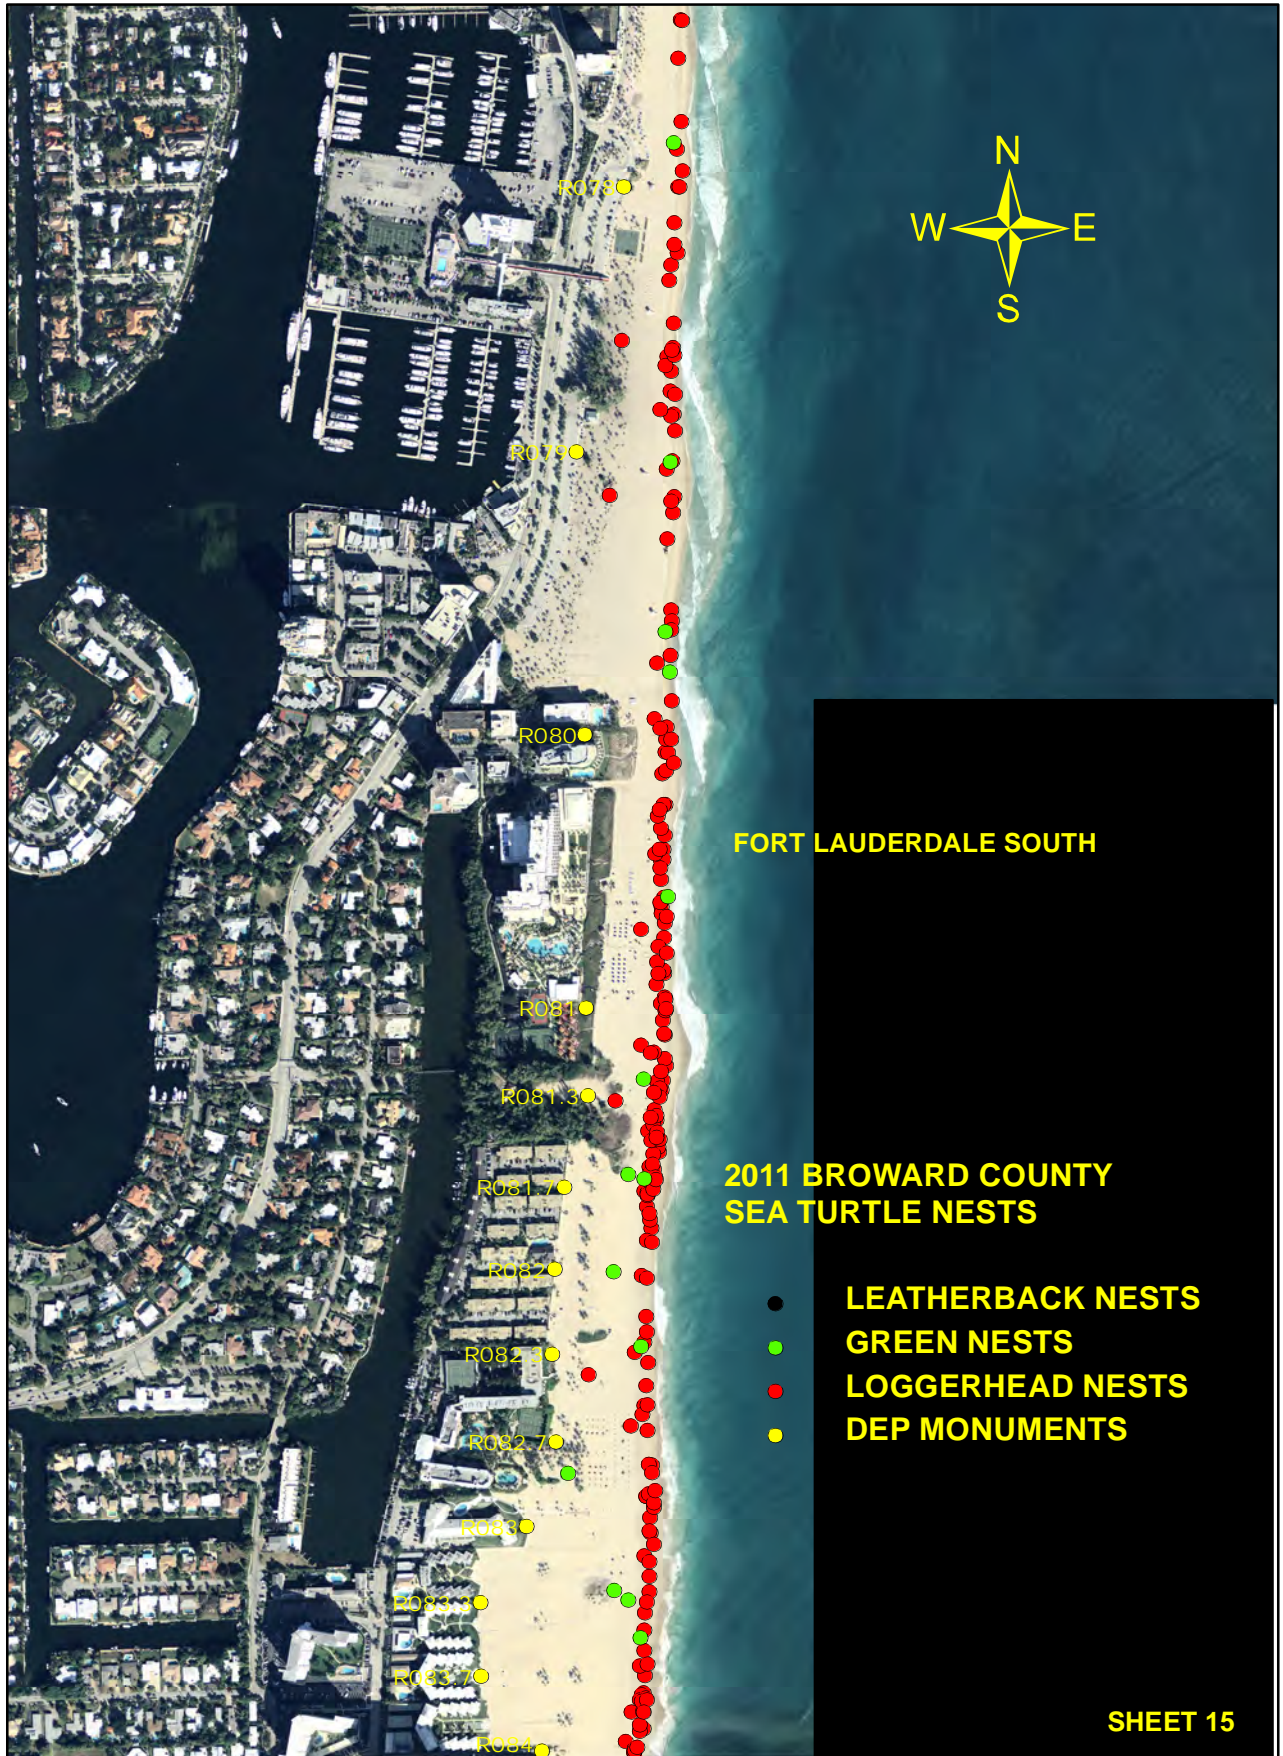 N
R078
W E
S
R079
R080
FORT LAUDERDALE SOUTH
R081
R081.3
2011 BROWARD COUNTY
SEA TURTLE NESTS
R081.7
R082
LEATHERBACK NESTS
GREEN NESTS
R082.3
LOGGERHEAD NESTS
DEP MONUMENTS
R082.7
R083
R083.3
R083.7
SHEET 15
R084